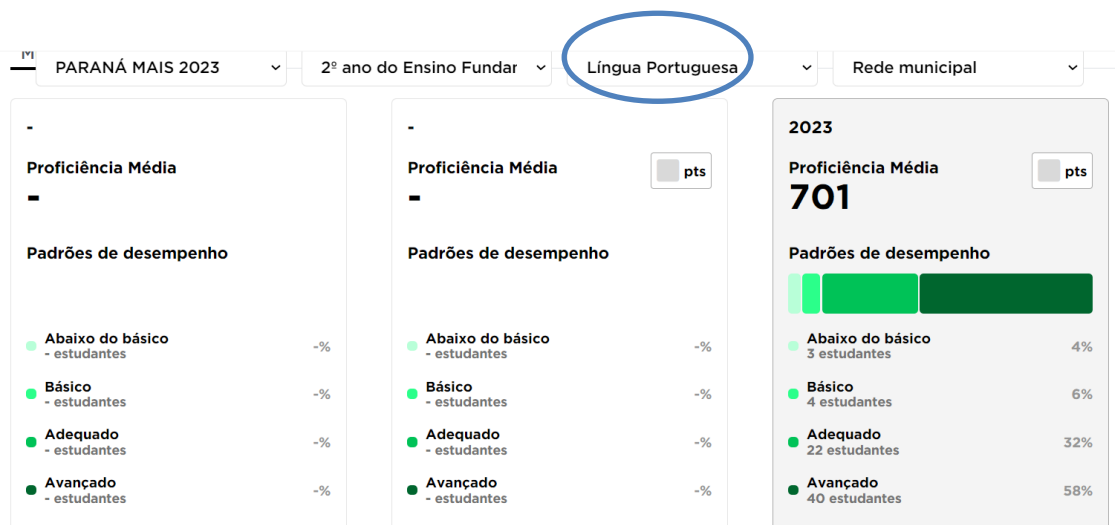 M
PARANÁ MAIS 2023
2º ano do Ensino Fundar
Língua Portuguesa
Rede municipal
-
Proficiência Média
-
Padrões de desempenho
Abaixo do básico
- estudantes
-%
Básico
- estudantes
-%
Adequado
- estudantes
-%
Avançado
- estudantes
-%
-
Proficiência Média
pts
-
Padrões de desempenho
Abaixo do básico
- estudantes
-%
Básico
- estudantes
-%
Adequado
- estudantes
-%
Avançado
- estudantes
-%
2023
Proficiência Média
pts
701
Padrões de desempenho
Abaixo do básico
3 estudantes
4%
Básico
4 estudantes
6%
Adequado
22 estudantes
32%
Avançado
40 estudantes
58%